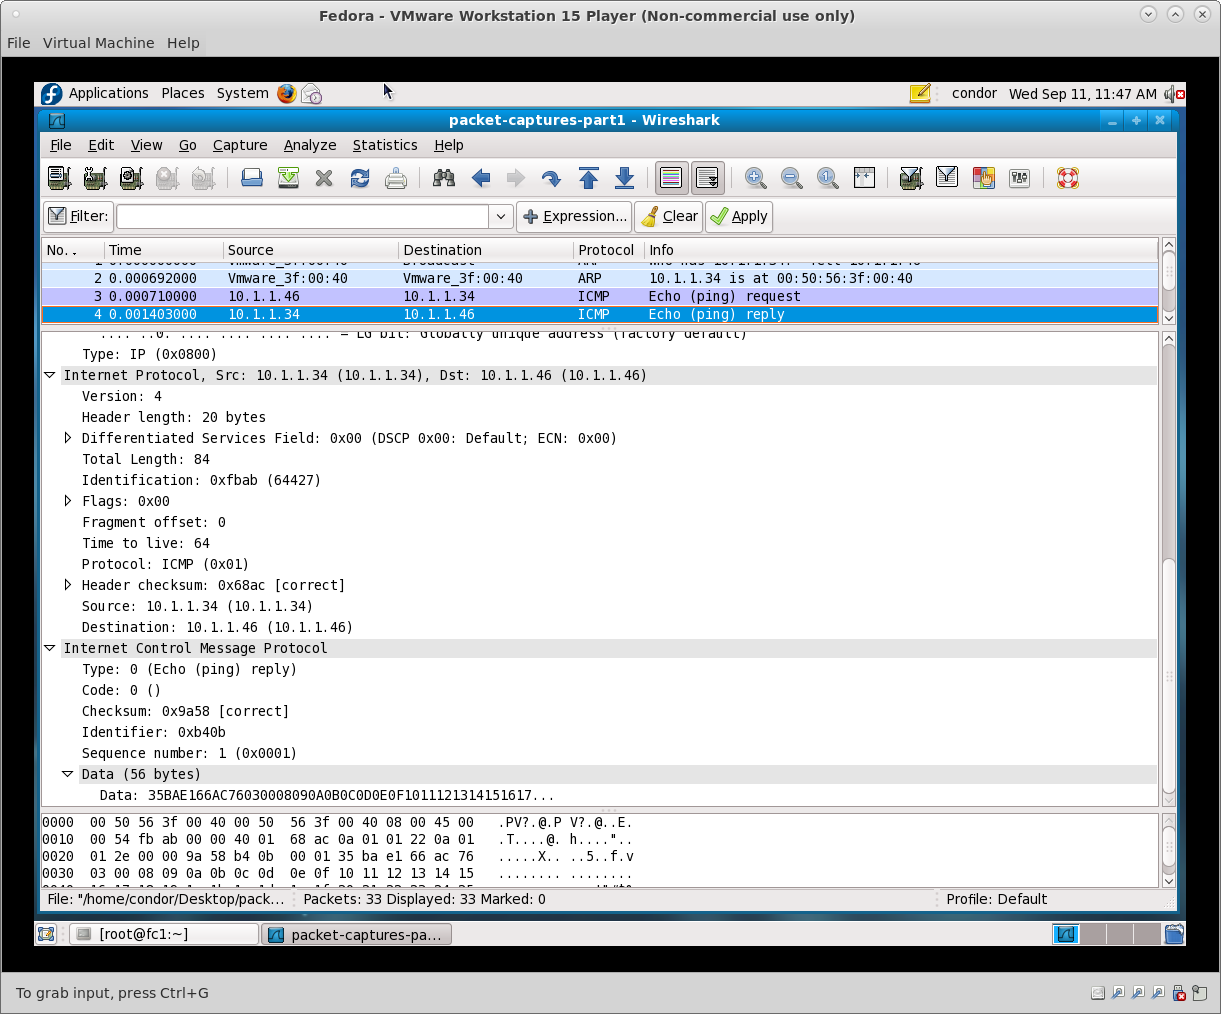 Fedora - VMware Workstation 15 Player (Non-commercial use only)
File Virtual Machine Help
Applications Places System condor Wed Sep 11, 11:47 AM
packet-captures-part1 - Wireshark
File Edit View Go Capture Analyze Statistics Help
Filter: Expression... Clear Apply
No. . Time Source Destination Protocol Info
2 0.000692000 Vmware_3f:00:40 Vmware_3f:00:40 ARP 10.1.1.34 is at 00:50:56:3f:00:40
3 0.000710000 10.1.1.46 10.1.1.34 ICMP Echo (ping) request
4 0.001403000 10.1.1.34 10.1.1.46 ICMP Echo (ping) reply
.... ..0. .... .... .... .... = LG bit: Globally unique address (factory default)
Type: IP (0x0800)
Internet Protocol, Src: 10.1.1.34 (10.1.1.34), Dst: 10.1.1.46 (10.1.1.46)
Version: 4
Header length: 20 bytes
Differentiated Services Field: 0x00 (DSCP 0x00: Default; ECN: 0x00)
Total Length: 84
Identification: 0xfbab (64427)
Flags: 0x00
Fragment offset: 0
Time to live: 64
Protocol: ICMP (0x01)
Header checksum: 0x68ac [correct]
Source: 10.1.1.34 (10.1.1.34)
Destination: 10.1.1.46 (10.1.1.46)
Internet Control Message Protocol
Type: 0 (Echo (ping) reply)
Code: 0 ()
Checksum: 0x9a58 [correct]
Identifier: 0xb40b
Sequence number: 1 (0x0001)
Data (56 bytes)
Data: 35BAE166AC76030008090A0B0C0D0E0F1011121314151617...
0000 00 50 56 3f 00 40 00 50 56 3f 00 40 08 00 45 00 .PV?.@.P V?.@..E.
0010 00 54 fb ab 00 00 40 01 68 ac 0a 01 01 22 0a 01 .T....@. h...."..
0020 01 2e 00 00 9a 58 b4 0b 00 01 35 ba e1 66 ac 76 .....X.. ..5..f.v
0030 03 00 08 09 0a 0b 0c 0d 0e 0f 10 11 12 13 14 15 ........ ........
File: "/home/condor/Desktop/pack... Packets: 33 Displayed: 33 Marked: 0 Profile: Default
[root@fc1:~] packet-captures-pa...
To grab input, press Ctrl+G